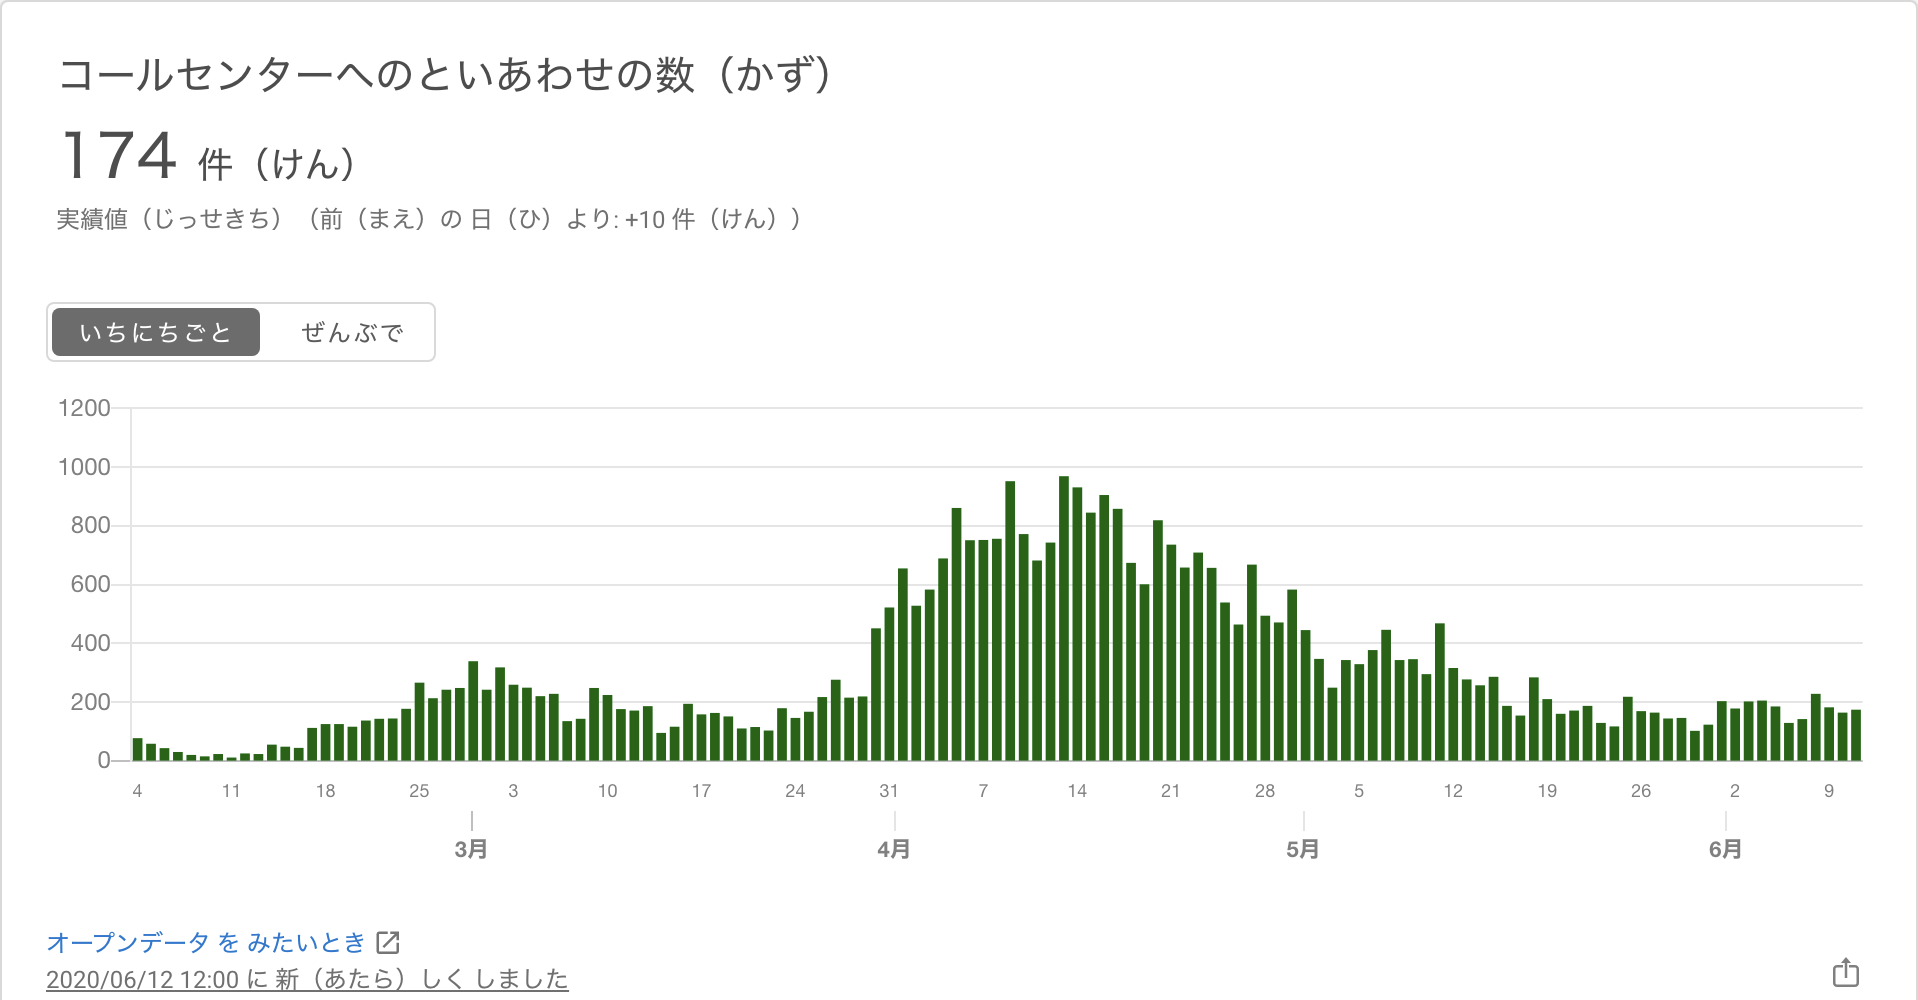 コールセンターへのといあわせの数（かず）
174 件（けん）
実績値（じっせきち）（前（まえ）の 日（ひ）より: +10 件（けん））
いちにちごと ぜんぶで
1200
1000
800
600
400
200
0
4 11 18 25 3 10 17 24 31 7 14 21 28 5 12 19 26 2 9
3月 4月 5月 6月
オープンデータ を みたいとき
2020/06/12 12:00 に 新（あたら）しく しました